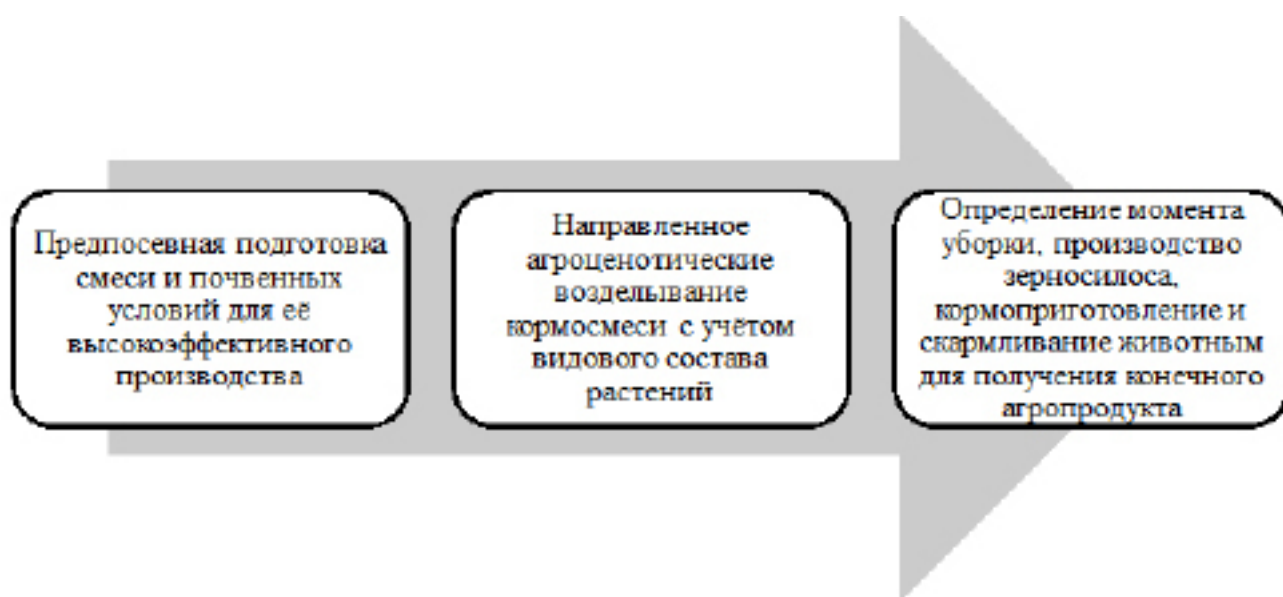 Предпосевная подготовка
смеси и почвенных
условий для её
высокоэффективного
производства
Направленное
агроценотические
возделывание
кормосмеси с учётом
видового состава
растений
Определение момента
уборки, производство
зерносилоса,
кормоприготовление и
скармливание животным
для получения конечного
агропродукта